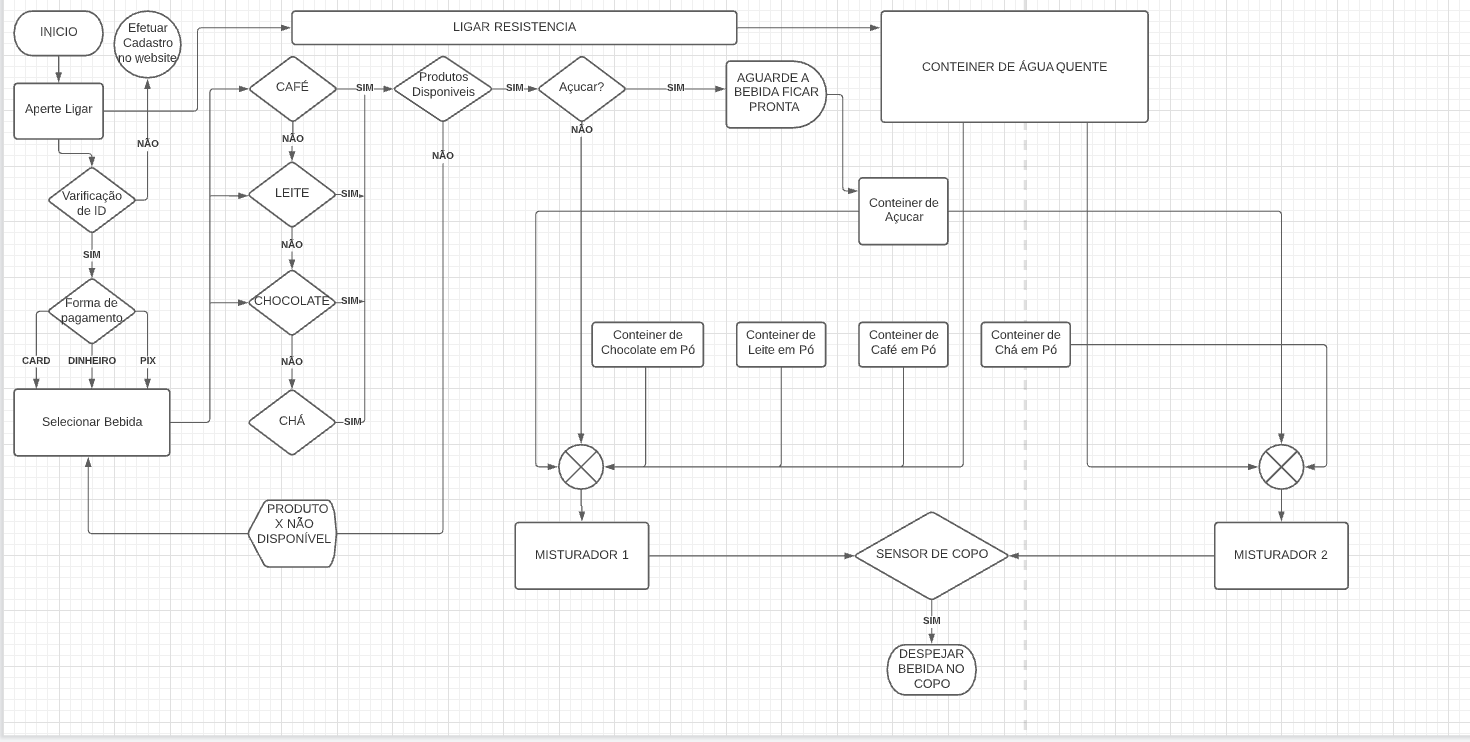 INICIO
Efetuar
Cadastro
no website
LIGAR RESISTENCIA
CONTEINER DE ÁGUA QUENTE
Aperte Ligar
NÃO
CAFÉ
SIM
Produtos
Disponiveis
SIM
Açucar?
SIM
AGUARDE A
BEBIDA FICAR
PRONTA
NÃO
NÃO
NÃO
Varificação
de ID
LEITE
SIM
Conteiner de
Açucar
SIM
NÃO
Forma de
pagamento
CHOCOLATE
SIM
CARD
DINHEIRO
PIX
NÃO
Conteiner de
Chocolate em Pó
Conteiner de
Leite em Pó
Conteiner de
Café em Pó
Conteiner de
Chá em Pó
Selecionar Bebida
CHÁ
SIM
PRODUTO
X NÃO
DISPONÍVEL
MISTURADOR 1
SENSOR DE COPO
MISTURADOR 2
SIM
DESPEJAR
BEBIDA NO
COPO